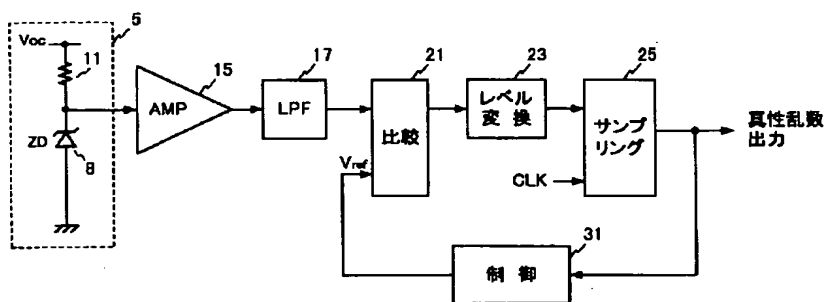 5
Vcc
11
15
17
21
23
25
AMP
LPF
比較
レベル
変換
サンプ
リング
真性乱数
出力
ZD
8
Vref
CLK
31
制御